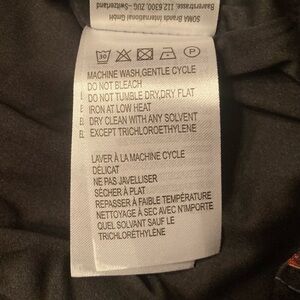 SOMA Brands International GmbH
Baarerstrasse. 112, 6300, ZUG -Switzerland
30 P
MACHINE WASH,GENTLE CYCLE
DO NOT BLEACH
DO NOT TUMBLE DRY,DRY FLAT
IRON AT LOW HEAT
DRY CLEAN WITH ANY SOLVENT
EXCEPT TRICHLOROETHYLENE
LAVER À LA MACHINE CYCLE
DÉLICAT
NE PAS JAVELLISER
SÉCHER À PLAT
REPASSER À FAIBLE TEMPÉRATURE
NETTOYAGE À SEC AVEC N'IMPORTE
QUEL SOLVANT SAUF LE
TRICHLORÉTHYLÈNE